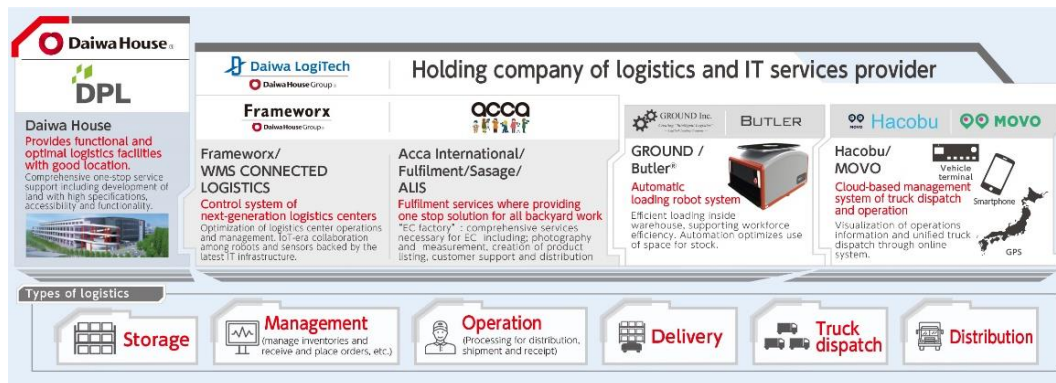 Daiwa House®
DPL
Daiwa House
Provides functional and
optimal logistics facilities
with good location.
Comprehensive one-stop service
support including development of
land with high specifications,
accessibility and functionality.
Daiwa LogiTech
Daiwa House Group®
Holding company of logistics and IT services provider
Frameworx
Daiwa House Group®
Frameworx/
WMS CONNECTED
LOGISTICS
Control system of
next-generation logistics centers
Optimization of logistics center operations
and management. IoT-era collaboration
among robots and sensors backed by the
latest IT infrastructure.
acca
Acca International/
Fulfilment/Sasage/
ALIS
Fulfilment services where providing
one stop solution for all backyard work
"EC factory" : comprehensive services
necessary for EC including; photography
and measurement, creation of product
listing, customer support and distribution
GROUND Inc.
BUTLER
GROUND /
Butler®
Automatic
loading robot system
Efficient loading inside
warehouse, supporting workforce
efficiency. Automation optimizes use
of space for stock.
MOVO
Hacobu
MOVO
Hacobu/
MOVO
Cloud-based management
system of truck dispatch
and operation
Visualization of operations
information and unified truck
dispatch through online
system.
Vehicle
terminal
Smartphone
GPS
Types of logistics
Storage
Management
(manage inventories and
receive and place orders, etc.)
Operation
(Processing for distribution,
shipment and receipt)
Delivery
Truck
dispatch
Distribution